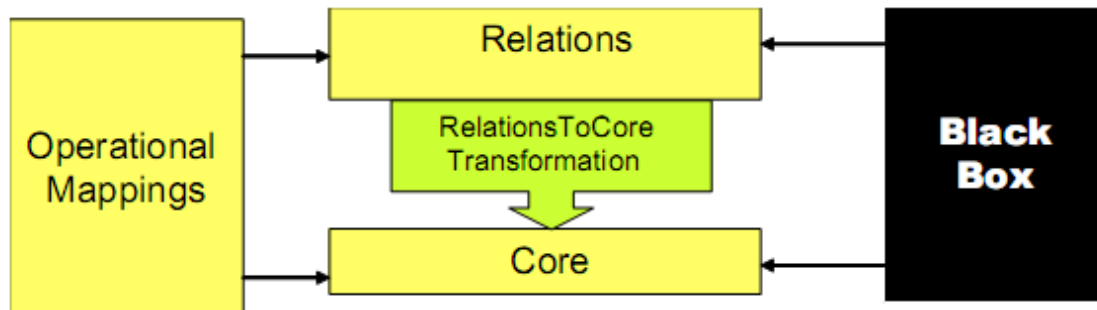 Relations
Operational
Mappings
RelationsToCore
Transformation
Black
Box
Core